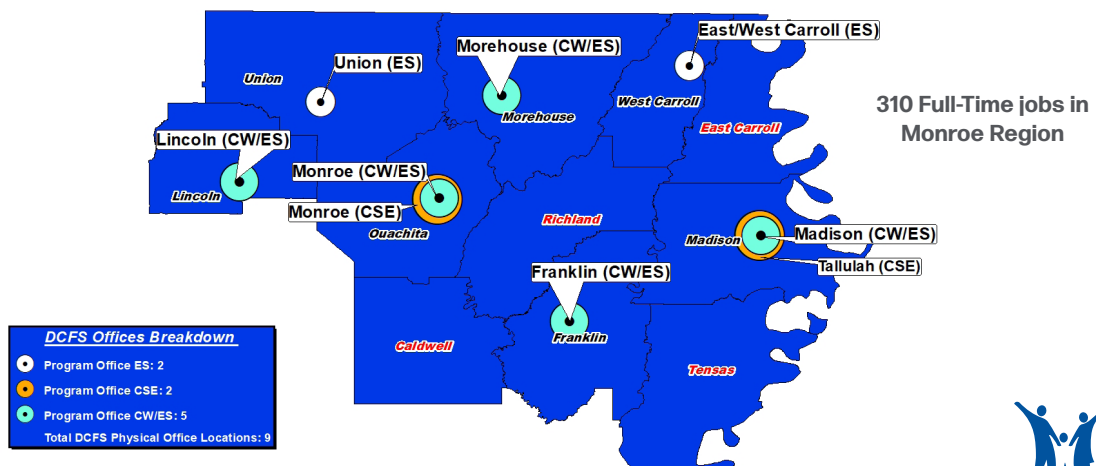 East/West Carroll (ES)
Morehouse (CW/ES)
Union (ES)
Union
West Carroll
Morehouse
310 Full-Time jobs in
Monroe Region
East Carroll
Lincoln (CW/ES)
Monroe (CW/ES)
Lincoln
Monroe (CSE)
Richland
Ouachita
Madison
Madison (CW/ES)
Tallulah (CSE)
Franklin (CW/ES)
DCFS Offices Breakdown
Program Office ES: 2
Program Office CSE: 2
Program Office CW/ES: 5
Total DCFS Physical Office Locations: 9
Caldwell
Franklin
Tensas